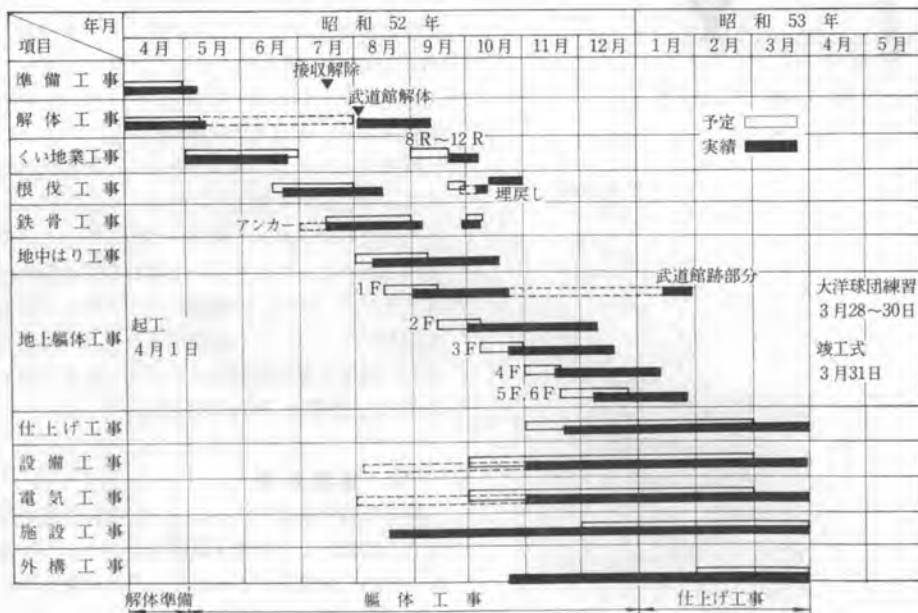 年月
項目
昭和 52 年
昭和 53 年
4月 5月 6月 7月 8月 9月 10月 11月 12月 1月 2月 3月 4月 5月
準備工事
接収解除
武道館解体
解体工事
予定
実績
くい地業工事
8R～12R
根伐工事
埋戻し
鉄骨工事
アンカー
地中はり工事
地上軀体工事
起工
4月1日
1F
武道館跡部分
2F
3F
4F
5F,6F
大洋球団練習
3月28～30日
竣工式
3月31日
仕上げ工事
設備工事
電気工事
施設工事
外構工事
解体準備
軀体工事
仕上げ工事